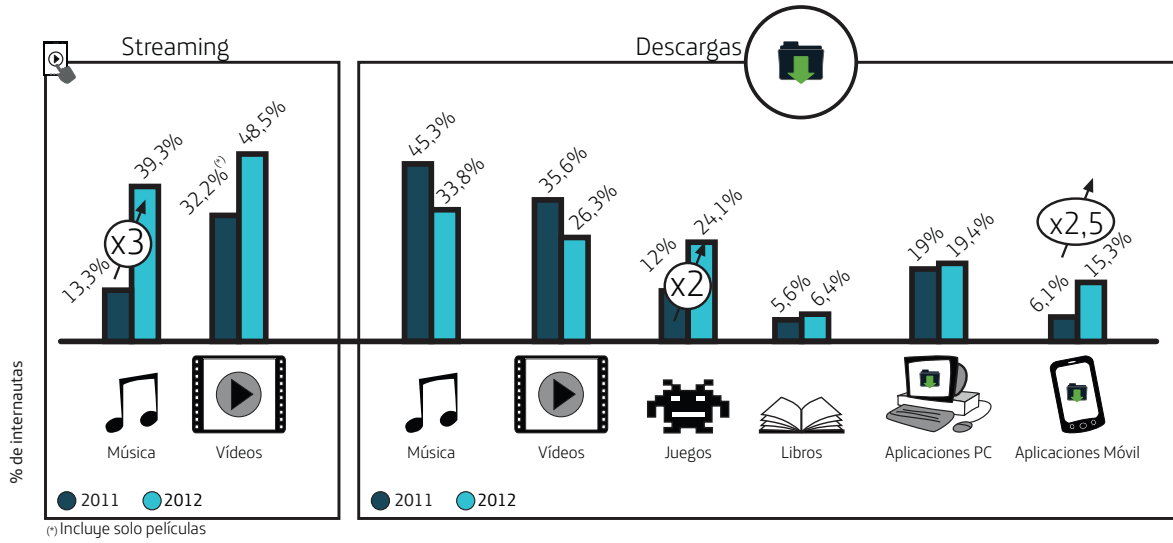 Streaming
Descargas
13,3%
39,3%
x3
32,2%(*)
48,5%
45,3%
33,8%
35,6%
26,3%
12%
24,1%
x2
5,6%
6,4%
19%
19,4%
6,1%
15,3%
x2,5
% de internautas
Música
Vídeos
Música
Vídeos
Juegos
Libros
Aplicaciones PC
Aplicaciones Móvil
2011
2012
2011
2012
(*) Incluye solo películas